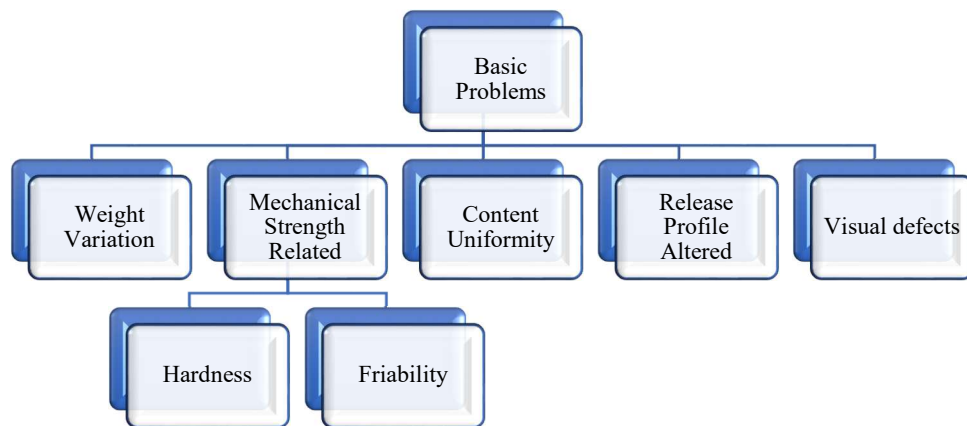 Basic
Problems
Weight
Variation
Mechanical
Strength
Related
Content
Uniformity
Release
Profile
Altered
Visual defects
Hardness
Friability